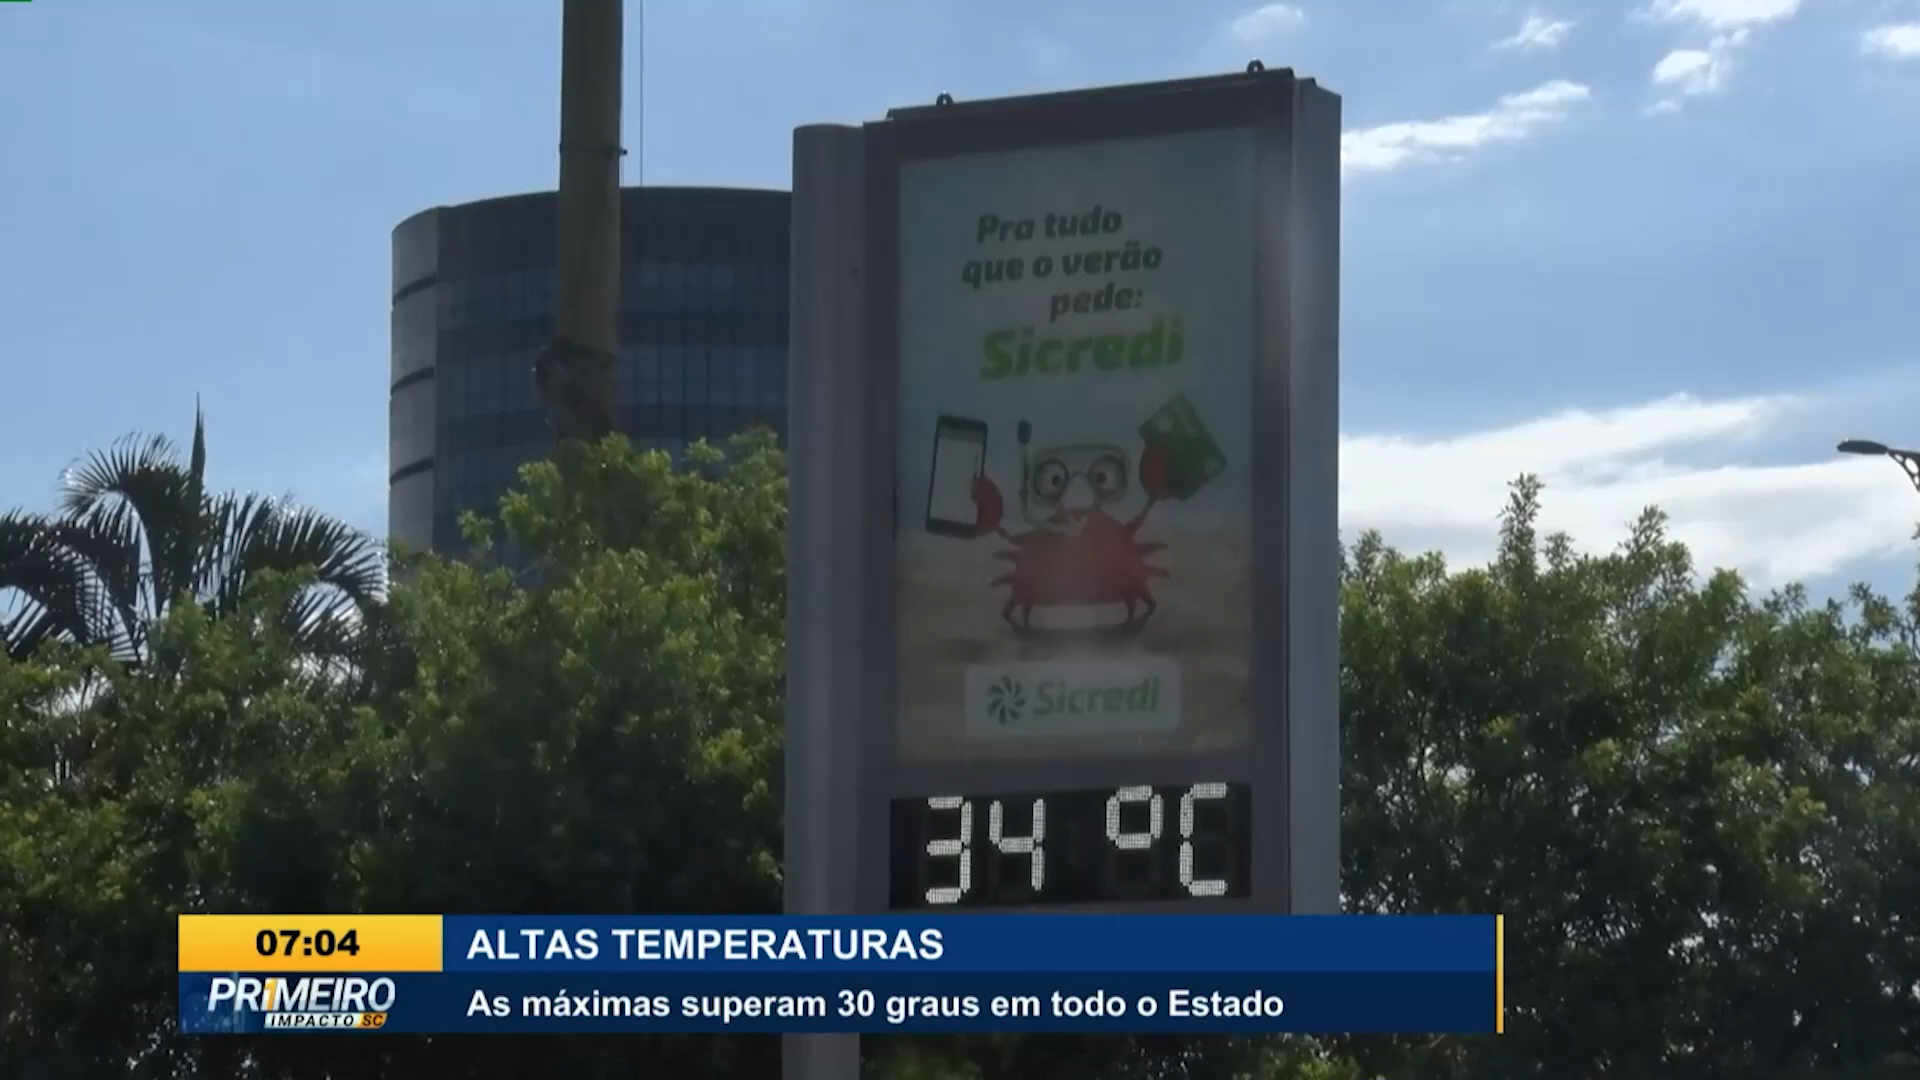 Pra tudo
que o verão
pede:
Sicredi
Sicredi
34 °C
07:04
ALTAS TEMPERATURAS
PR1MEIRO
IMPACTO SC
As máximas superam 30 graus em todo o Estado